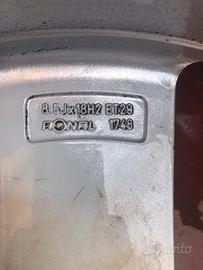 8.5Jx18H2 ET29
RONAL 1748
subito